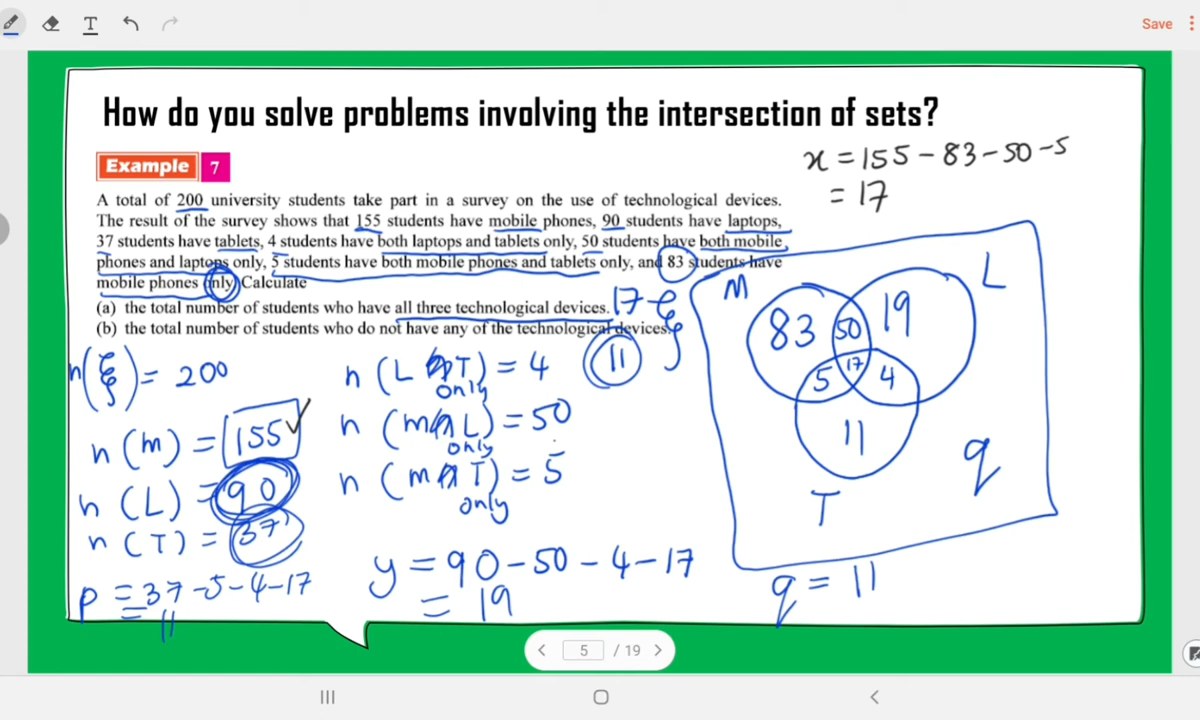 T
Save
How do you solve problems involving the intersection of sets?
Example 7
x = 155 - 83 - 50 - 5
= 17
A total of 200 university students take part in a survey on the use of technological devices.
The result of the survey shows that 155 students have mobile phones, 90 students have laptops,
37 students have tablets, 4 students have both laptops and tablets only, 50 students have both mobile
phones and laptops only, 5 students have both mobile phones and tablets only, and 83 students have
mobile phones only. Calculate
(a) the total number of students who have all three technological devices. 17
(b) the total number of students who do not have any of the technological devices.
11
ξ
M
L
83 50 19
5 17 4
11
T
q
q = 11
n(ξ) = 200
n (m) = 155 ✓
n (L) = 90
n (T) = 37
p = 37 - 5 - 4 - 17
= 11
n (L ∩ T) = 4
only
n (m ∩ L) = 50
only
n (m ∩ T) = 5
only
y = 90 - 50 - 4 - 17
= 19
5 / 19